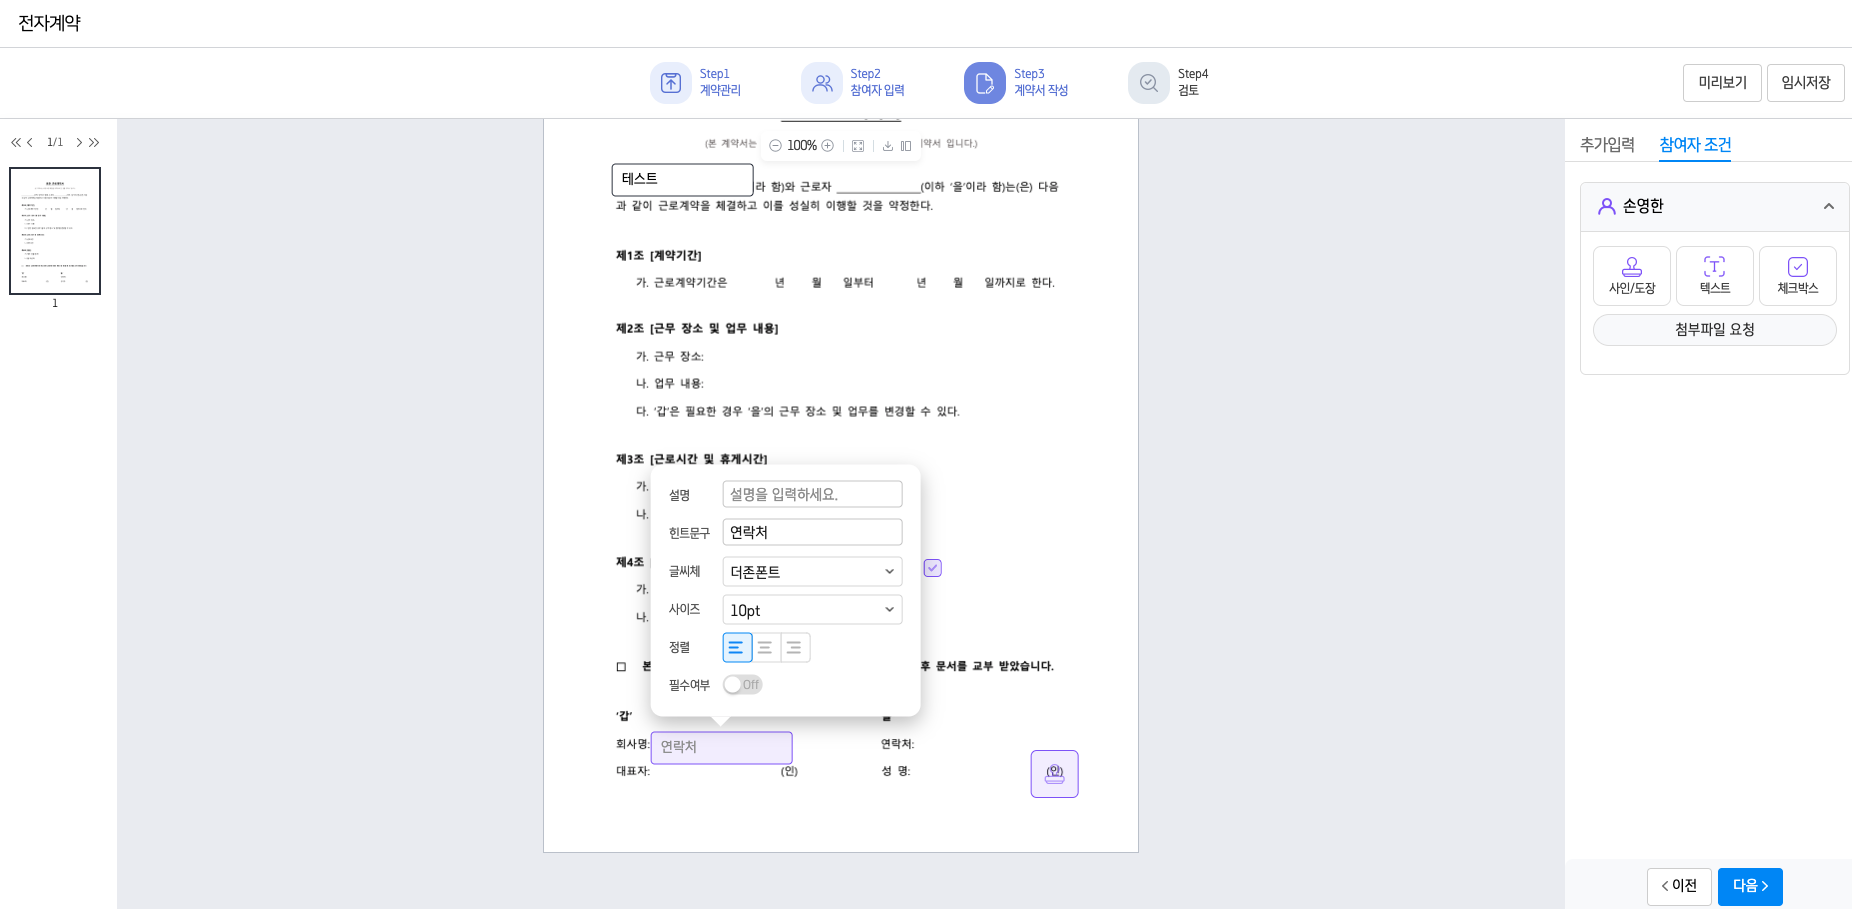 전자계약
Step1
계약관리
Step2
참여자 입력
Step3
계약서 작성
Step4
검토
미리보기
임시저장
1/1
1
(본 계약서는
100%
약서 입니다.)
테스트
라 함)와 근로자 ______________(이하 '을'이라 함)는(은) 다음
과 같이 근로계약을 체결하고 이를 성실히 이행할 것을 약정한다.
제1조 [계약기간]
가. 근로계약기간은 년 월 일부터 년 월 일까지로 한다.
제2조 [근무 장소 및 업무 내용]
가. 근무 장소:
나. 업무 내용:
다. '갑'은 필요한 경우 '을'의 근무 장소 및 업무를 변경할 수 있다.
제3조 [근로시간 및 휴게시간]
가.
나.
제4조
가.
나.
설명
설명을 입력하세요.
힌트문구
연락처
글씨체
더존폰트
사이즈
10pt
정렬
필수여부
Off
□ 본
후 문서를 교부 받았습니다.
'갑'
회사명:
연락처
연락처:
대표자:
(인)
성 명:
(인)
추가입력
참여자 조건
손영한
사인/도장
텍스트
체크박스
첨부파일 요청
이전
다음